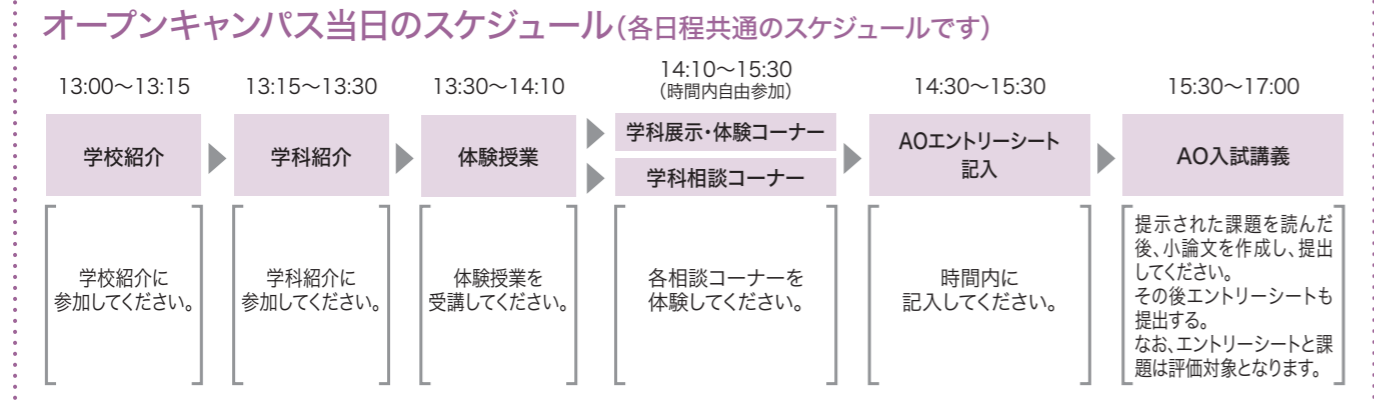 オープンキャンパス当日のスケジュール(各日程共通のスケジュールです)
13:00〜13:15
学校紹介
学校紹介に
参加してください。
13:15〜13:30
学科紹介
学科紹介に
参加してください。
13:30〜14:10
体験授業
体験授業を
受講してください。
14:10〜15:30
(時間内自由参加)
学科展示・体験コーナー
学科相談コーナー
各相談コーナーを
体験してください。
14:30〜15:30
AOエントリーシート
記入
時間内に
記入してください。
15:30〜17:00
AO入試講義
提示された課題を読んだ
後、小論文を作成し、提出
してください。
その後エントリーシートも
提出する。
なお、エントリーシートと課
題は評価対象となります。